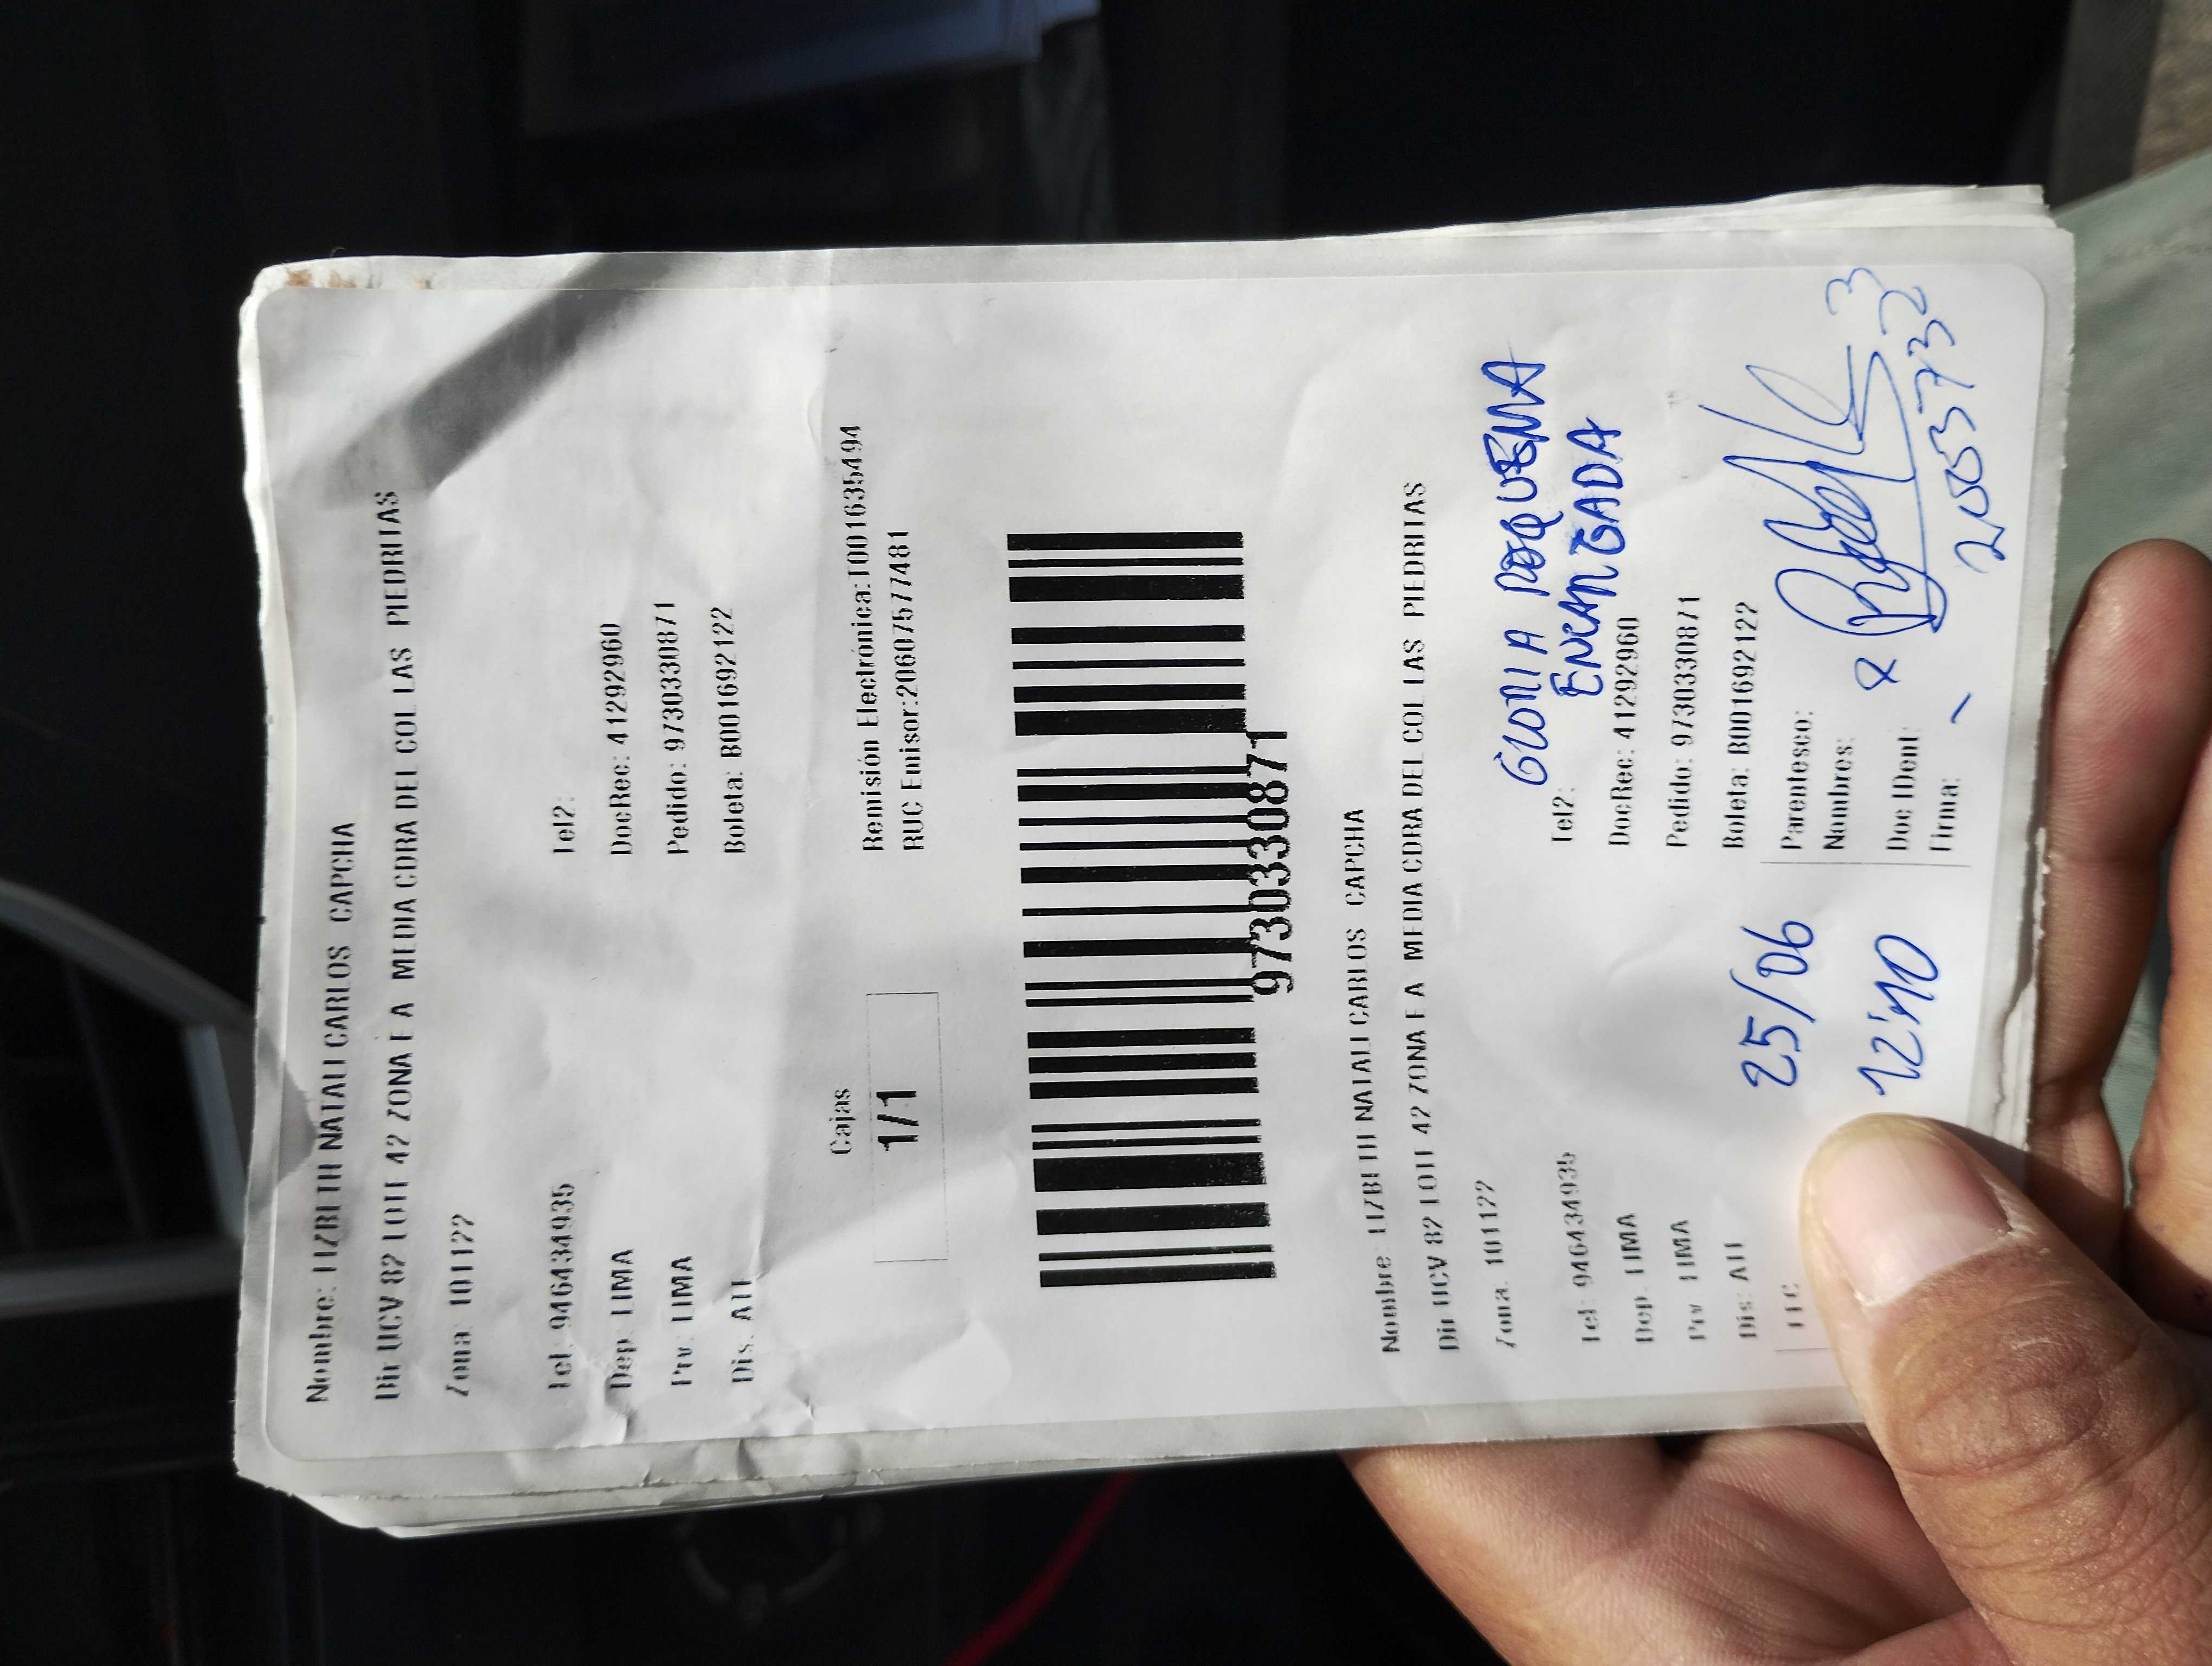 Nombre: LIZBETH NATALI CARLOS CAPCHA
Dir UCV 82 LOTE 42 ZONA E A MEDIA CDRA DEL COL LAS PIEDRITAS
Zona: 101122
Tel: 946434935 Tel2:
Dep. LIMA DocRec: 41292960
Prv: LIMA Pedido: 9730330871
Dis. ATE Boleta: B001692122
Cajas Remisión Electrónica:T001635494
1/1 RUC Emisor:20607577481
9730330871
Nombre: LIZBETH NATALI CARLOS CAPCHA
Dir UCV 82 LOTE 42 ZONA E A MEDIA CDRA DEL COL LAS PIEDRITAS
Zona. 101122
GLORIA POQUEMA
Tel: 946434935 Tel2:
ENCARGADA
Dep. LIMA DocRec: 41292960
Prv LIMA Pedido: 9730330871
Dis: ATE Boleta: B001692122
25/06 Parentesco:
Nombres:
12:10 Doc IDent:
Firma: